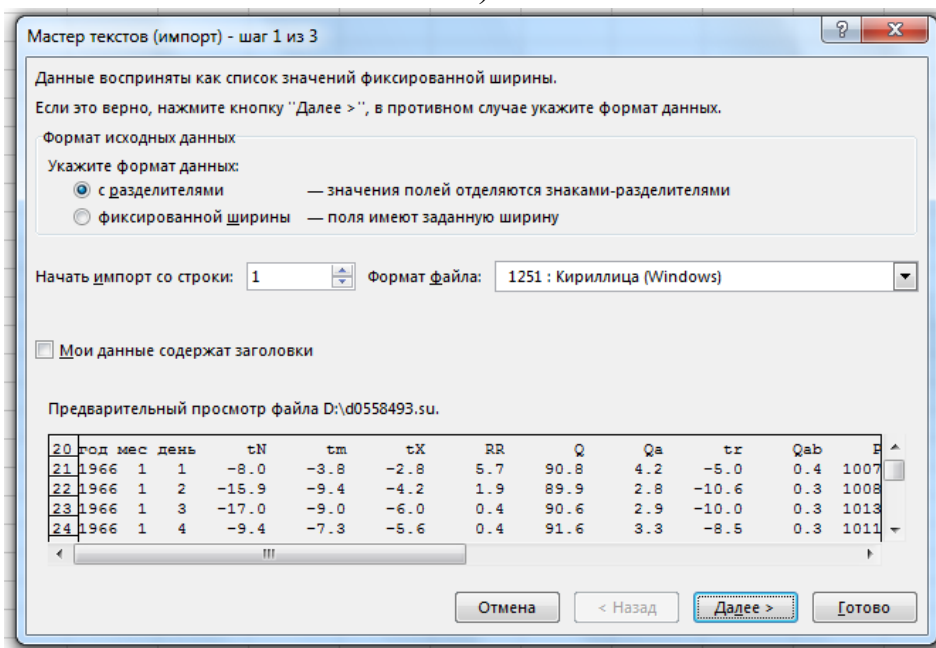 Мастер текстов (импорт) - шаг 1 из 3
Данные восприняты как список значений фиксированной ширины.
Если это верно, нажмите кнопку "Далее >", в противном случае укажите формат данных.
Формат исходных данных
Укажите формат данных:
с разделителями — значения полей отделяются знаками-разделителями
фиксированной ширины — поля имеют заданную ширину
Начать импорт со строки: 1 Формат файла: 1251 : Кириллица (Windows)
Мои данные содержат заголовки
Предварительный просмотр файла D:\d0558493.su.
20 год мес день tN tm tX RR Q Qa tr Qab P
21 1966 1 1 -8.0 -3.8 -2.8 5.7 90.8 4.2 -5.0 0.4 1007
22 1966 1 2 -15.9 -9.4 -4.2 1.9 89.9 2.8 -10.6 0.3 1008
23 1966 1 3 -17.0 -9.0 -6.0 0.4 90.6 2.9 -10.0 0.3 1013
24 1966 1 4 -9.4 -7.3 -5.6 0.4 91.6 3.3 -8.5 0.3 1011
Отмена < Назад Далее > Готово